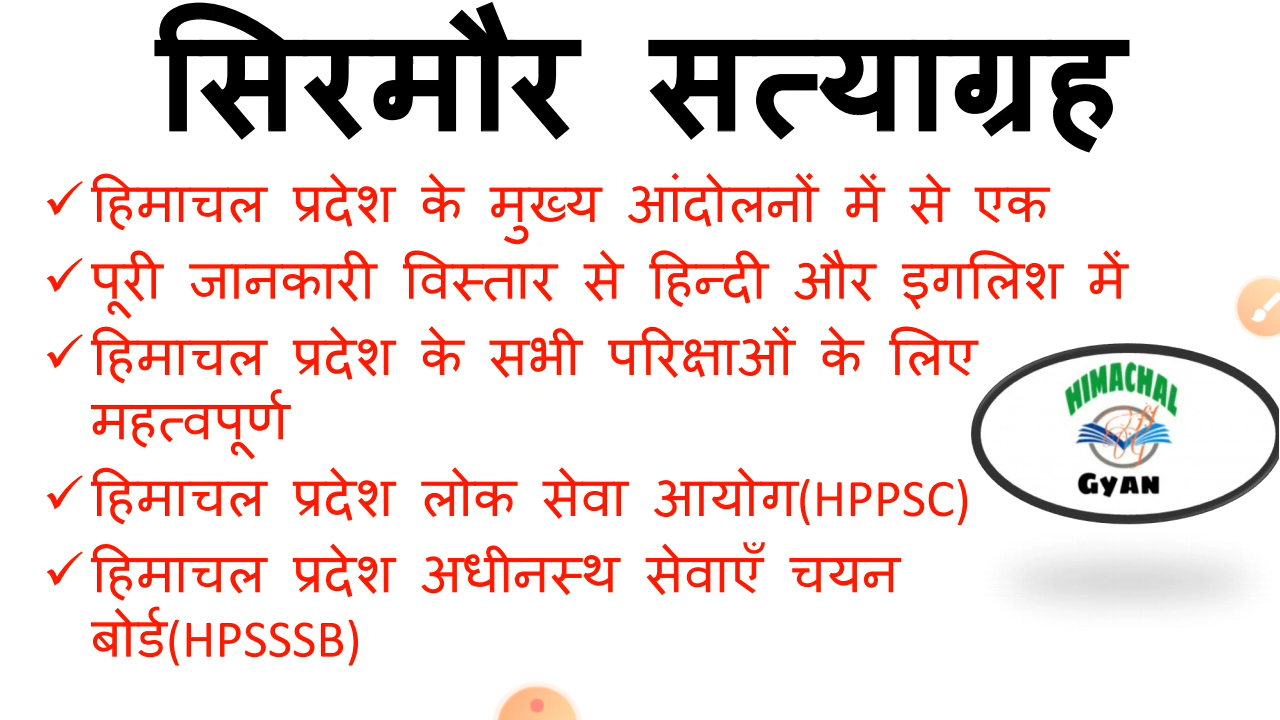 सिरमौर सत्याग्रह
✓हिमाचल प्रदेश के मुख्य आंदोलनों में से एक
✓पूरी जानकारी विस्तार से हिन्दी और इगलिश में
✓हिमाचल प्रदेश के सभी परिक्षाओं के लिए
महत्वपूर्ण
✓हिमाचल प्रदेश लोक सेवा आयोग(HPPSC)
✓हिमाचल प्रदेश अधीनस्थ सेवाएँ चयन
बोर्ड(HPSSSB)
HIMACHAL
GYAN